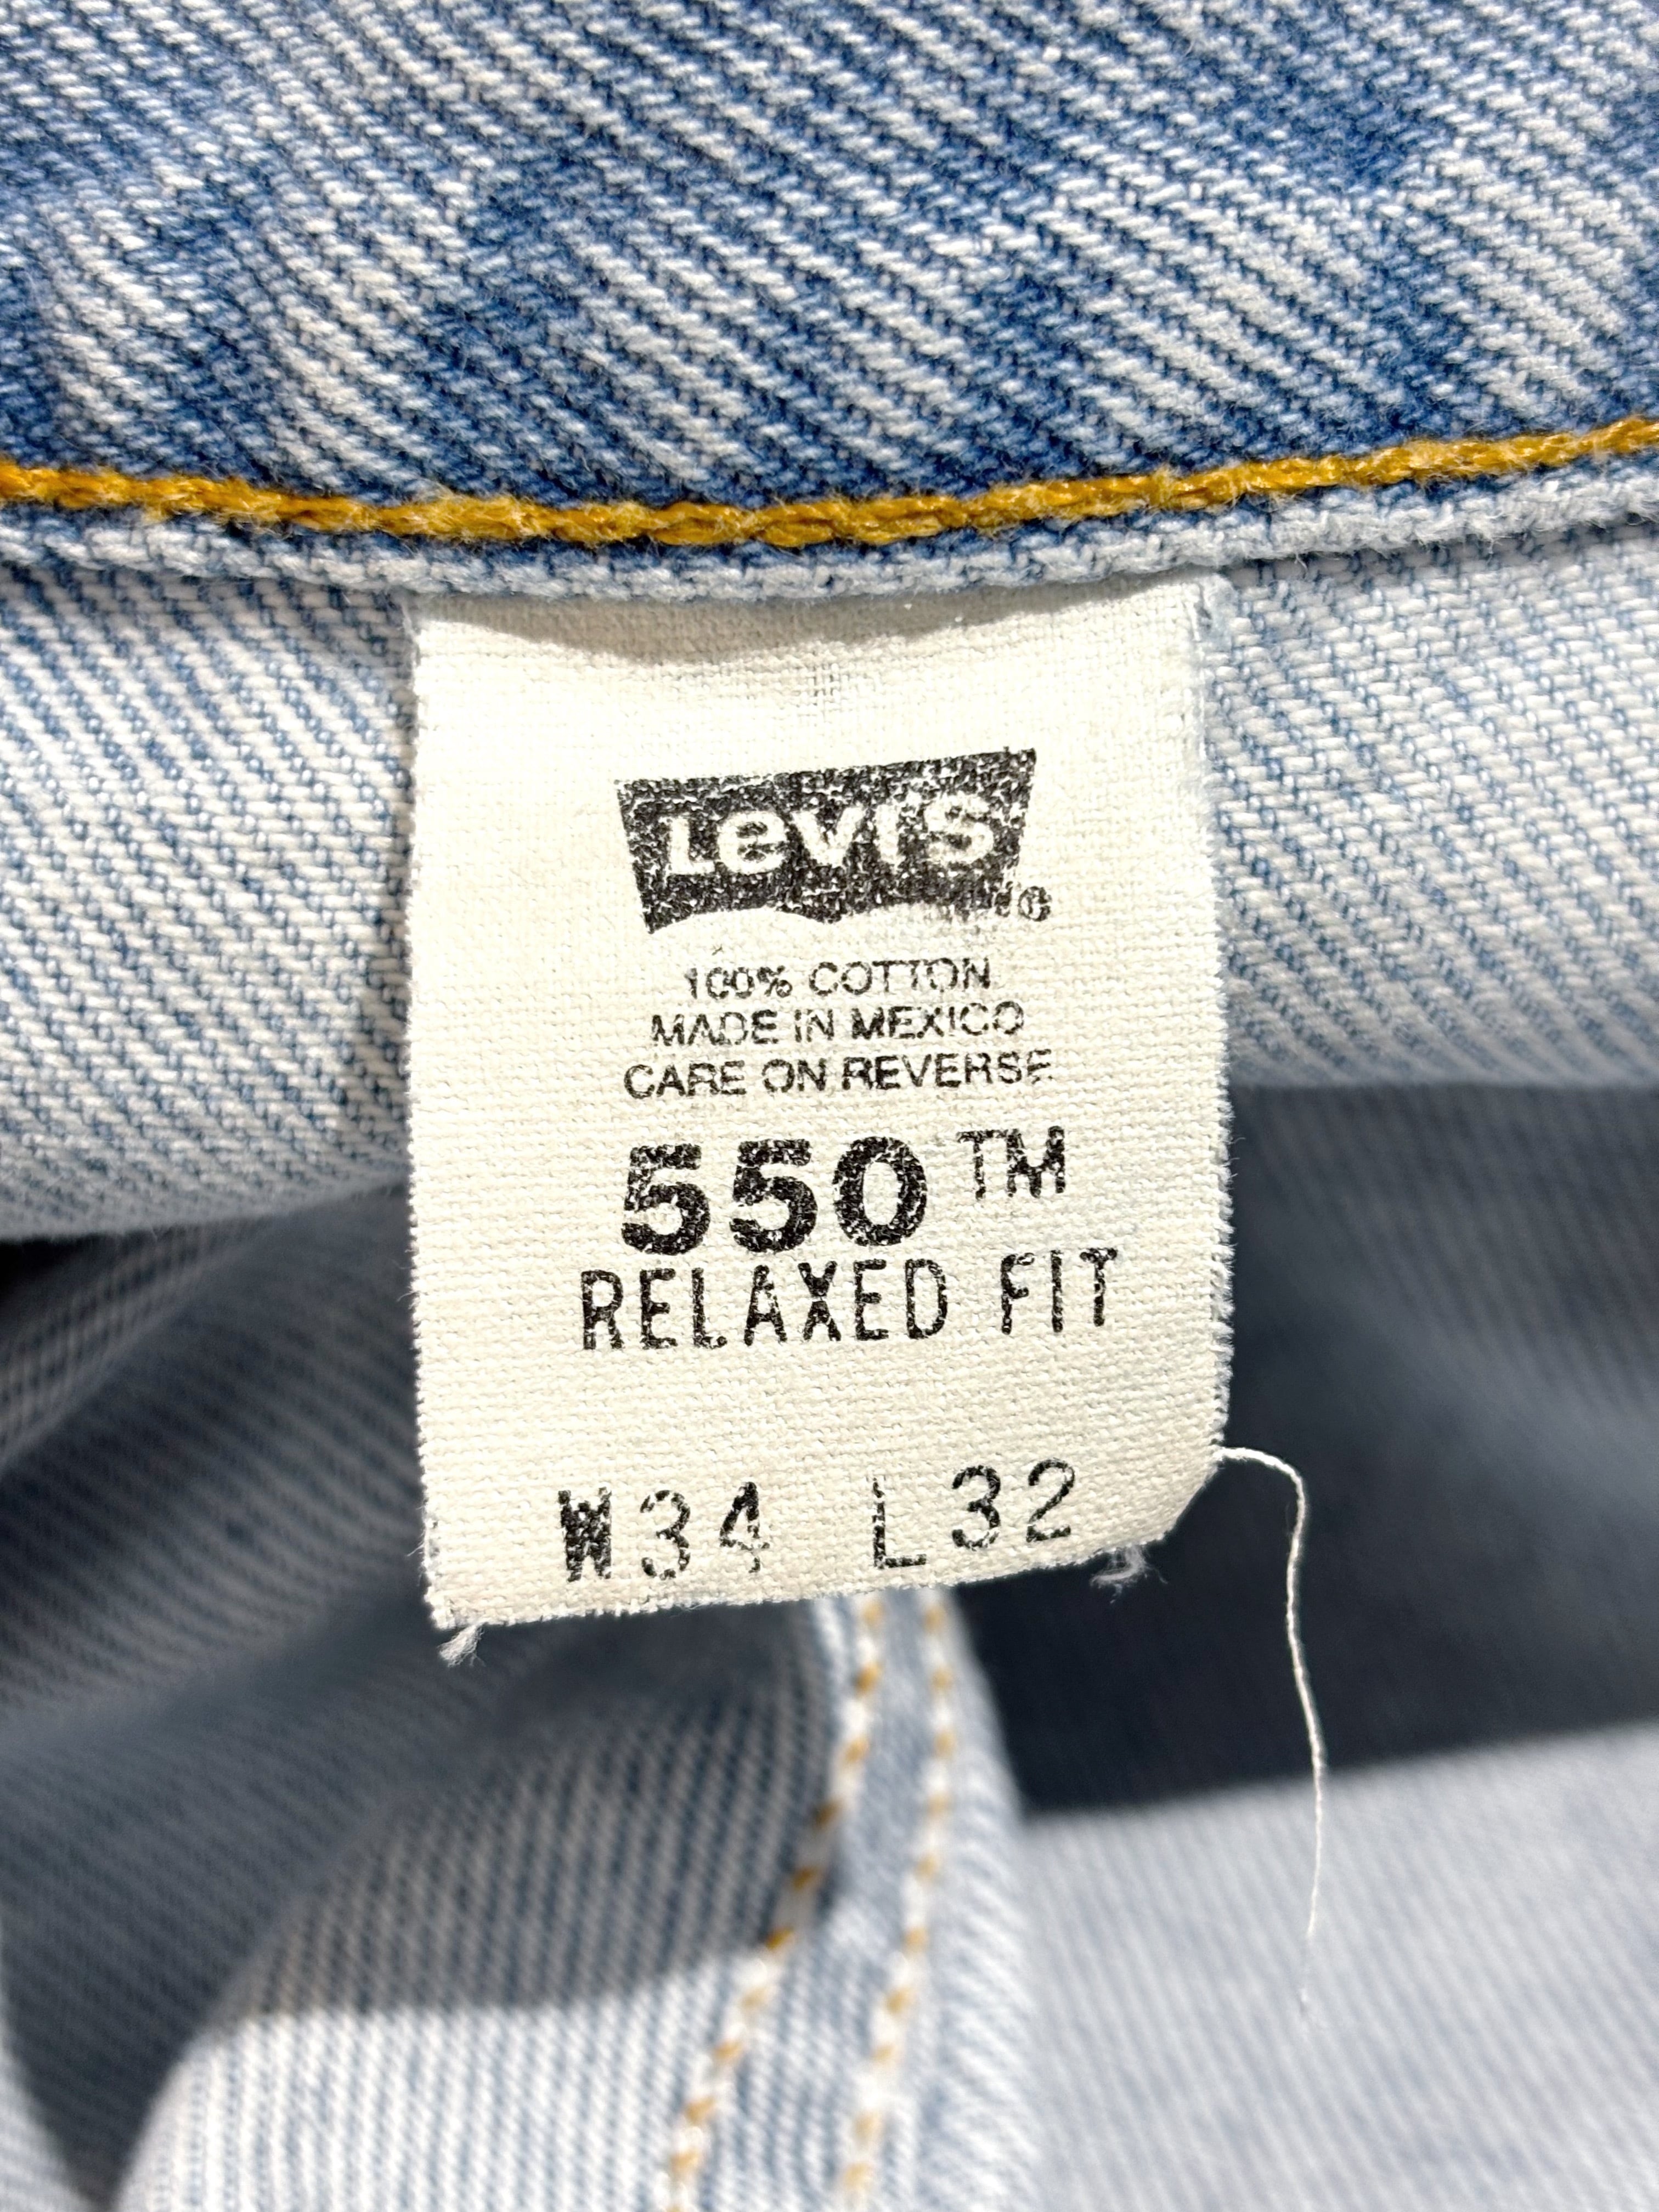 Levi's ®
100% COTTON
MADE IN MEXICO
CARE ON REVERSE
550™
RELAXED FIT
W34 L32